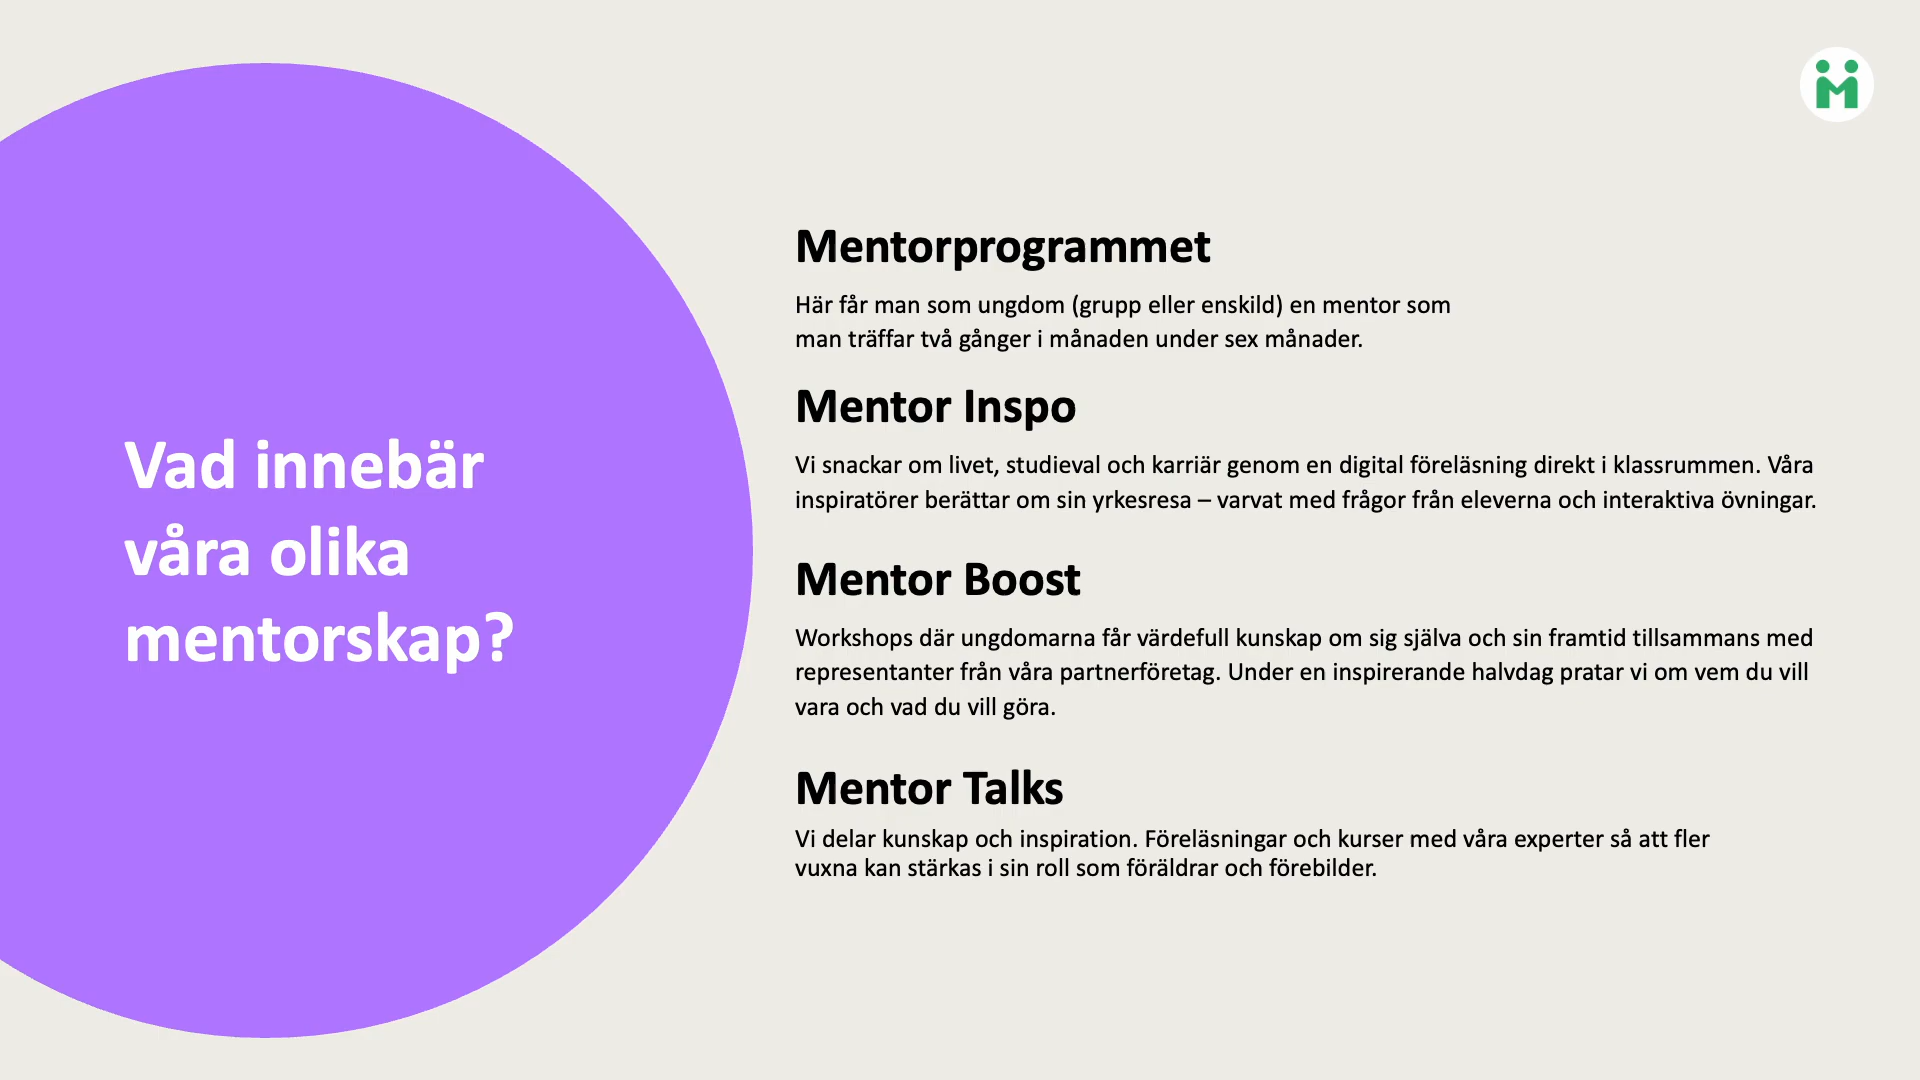 Vad innebär
våra olika
mentorskap?
Mentorprogrammet
Här får man som ungdom (grupp eller enskild) en mentor som
man träffar två gånger i månaden under sex månader.
Mentor Inspo
Vi snackar om livet, studieval och karriär genom en digital föreläsning direkt i klassrummen. Våra
inspiratörer berättar om sin yrkesresa – varvat med frågor från eleverna och interaktiva övningar.
Mentor Boost
Workshops där ungdomarna får värdefull kunskap om sig själva och sin framtid tillsammans med
representanter från våra partnerföretag. Under en inspirerande halvdag pratar vi om vem du vill
vara och vad du vill göra.
Mentor Talks
Vi delar kunskap och inspiration. Föreläsningar och kurser med våra experter så att fler
vuxna kan stärkas i sin roll som föräldrar och förebilder.